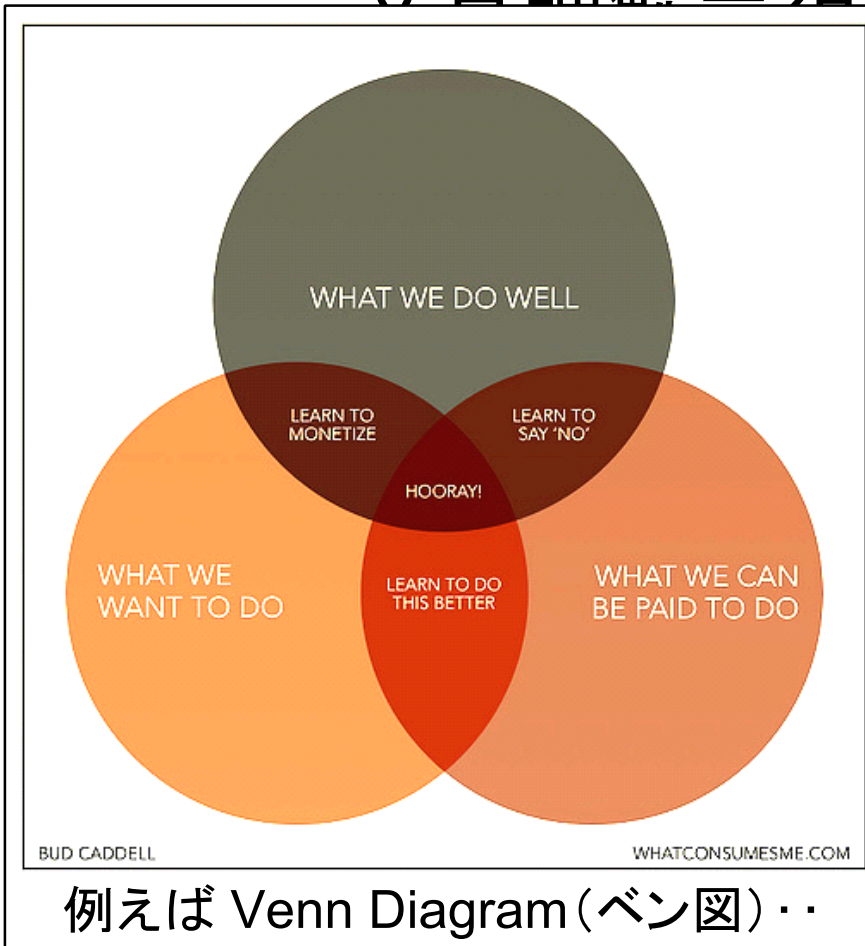 WHAT WE DO WELL
LEARN TO
MONETIZE
LEARN TO
SAY ‘NO’
HOORAY!
WHAT WE
WANT TO DO
LEARN TO DO
THIS BETTER
WHAT WE CAN
BE PAID TO DO
BUD CADDELL
WHATCONSUMESME.COM
例えば Venn Diagram（ベン図）・・